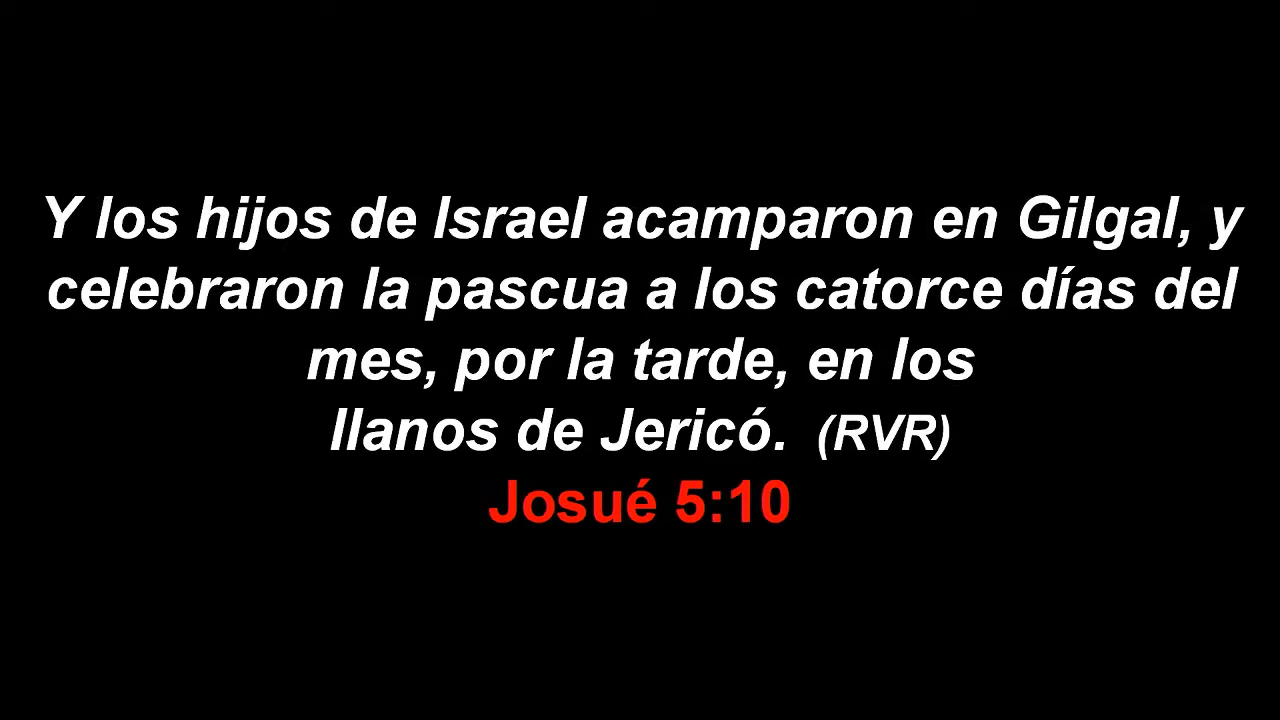 Y los hijos de Israel acamparon en Gilgal, y
celebraron la pascua a los catorce días del
mes, por la tarde, en los
llanos de Jericó. (RVR)
Josué 5:10